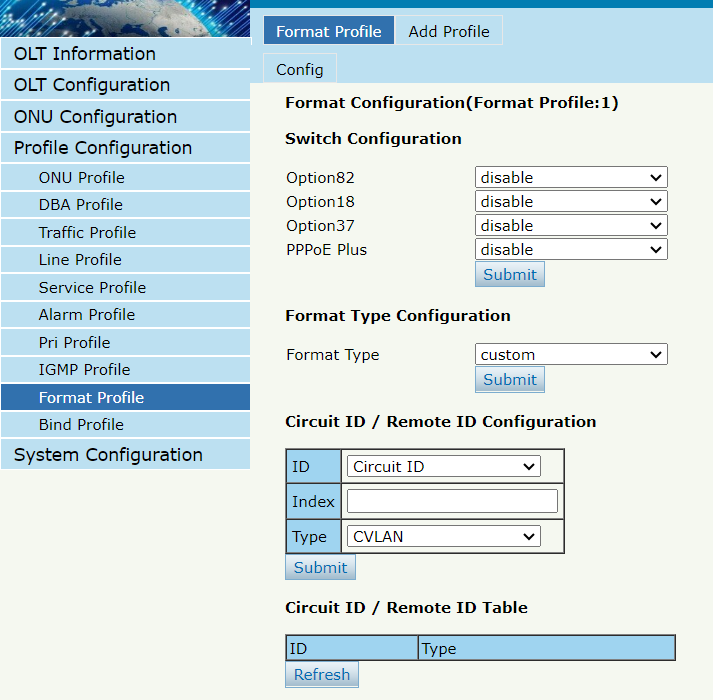 OLT Information
OLT Configuration
ONU Configuration
Profile Configuration
ONU Profile
DBA Profile
Traffic Profile
Line Profile
Service Profile
Alarm Profile
Pri Profile
IGMP Profile
Format Profile
Bind Profile
System Configuration
Format Profile Add Profile
Config
Format Configuration(Format Profile:1)
Switch Configuration
Option82 disable
Option18 disable
Option37 disable
PPPoE Plus disable
Submit
Format Type Configuration
Format Type custom
Submit
Circuit ID / Remote ID Configuration
ID Circuit ID
Index
Type CVLAN
Submit
Circuit ID / Remote ID Table
ID Type
Refresh